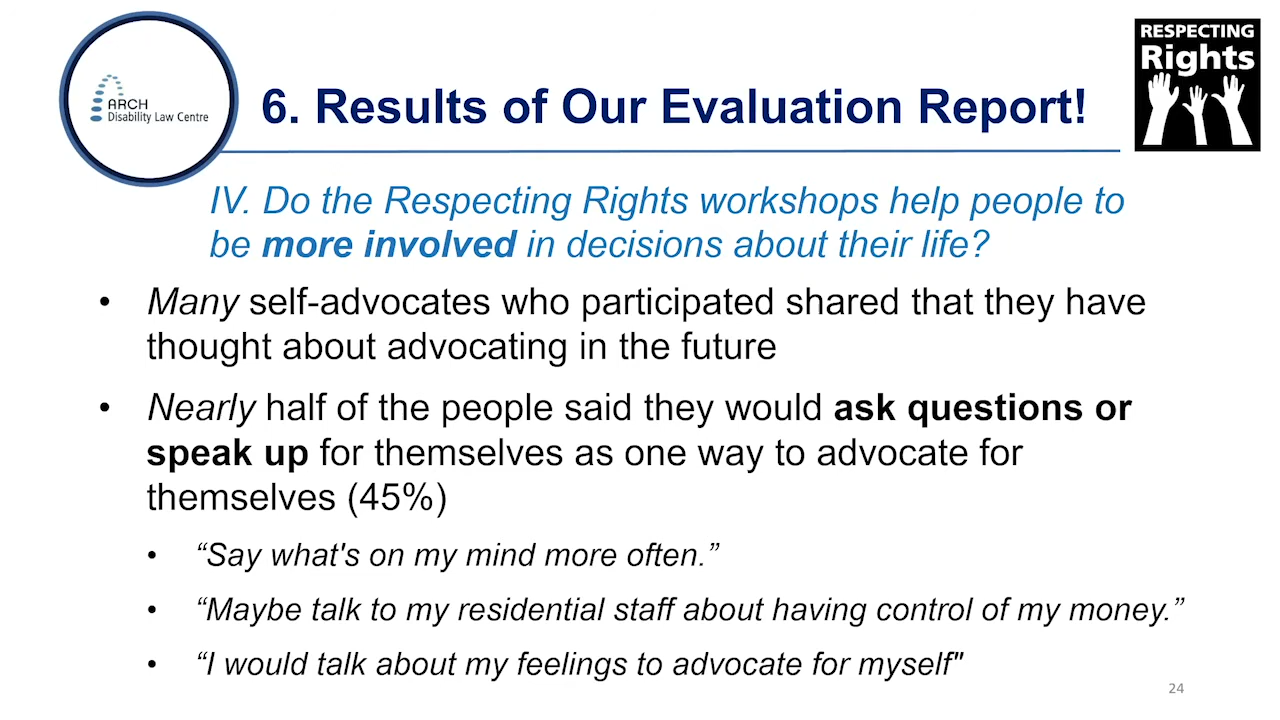 ARCH
Disability Law Centre
RESPECTING
Rights
6. Results of Our Evaluation Report!
IV. Do the Respecting Rights workshops help people to
be more involved in decisions about their life?
• Many self-advocates who participated shared that they have
thought about advocating in the future
• Nearly half of the people said they would ask questions or
speak up for themselves as one way to advocate for
themselves (45%)
• “Say what's on my mind more often.”
• “Maybe talk to my residential staff about having control of my money.”
• “I would talk about my feelings to advocate for myself"
24